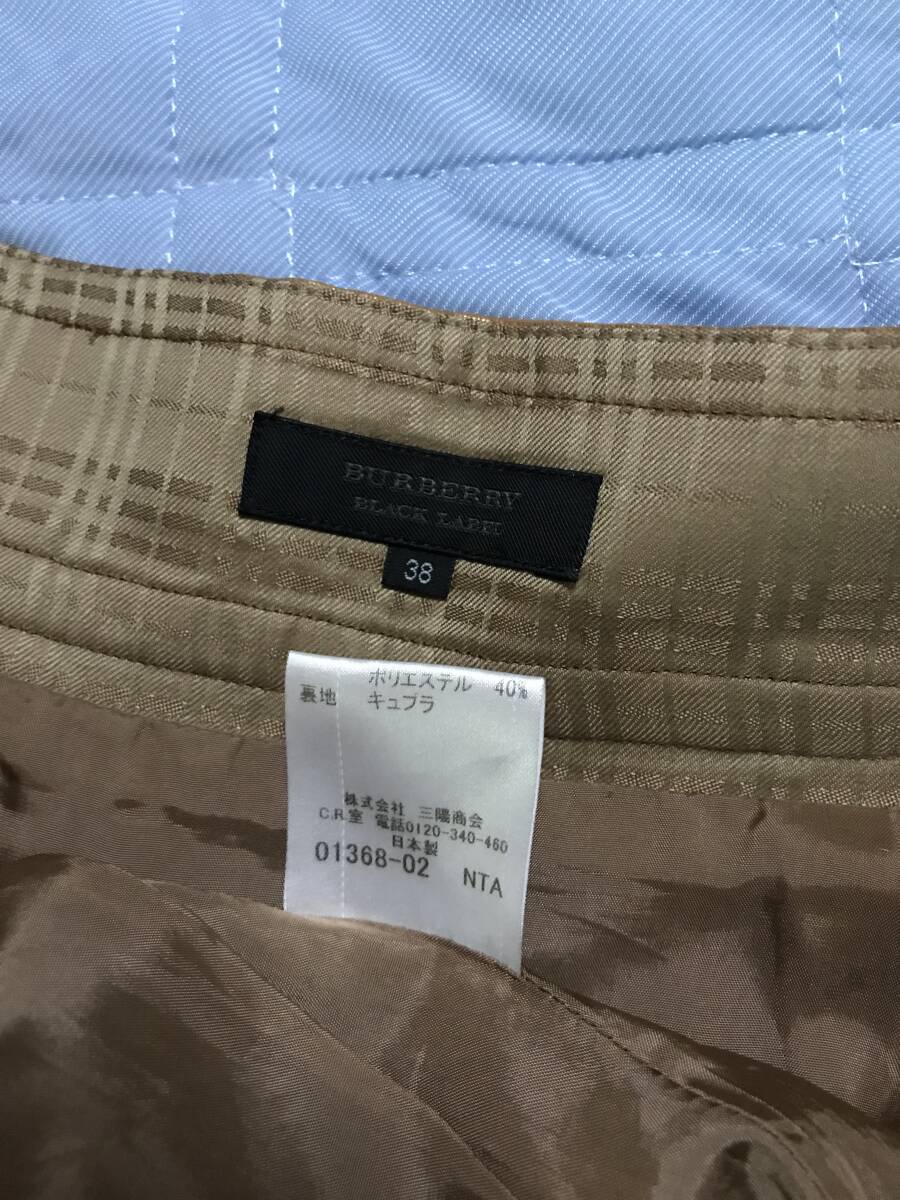 BURBERRY
BLACK LABEL
38
ポリエステル 40%
裏地 キュプラ
株式会社 三陽商会
C.R.室 電話0120-340-460
日本製
01368-02 NTA